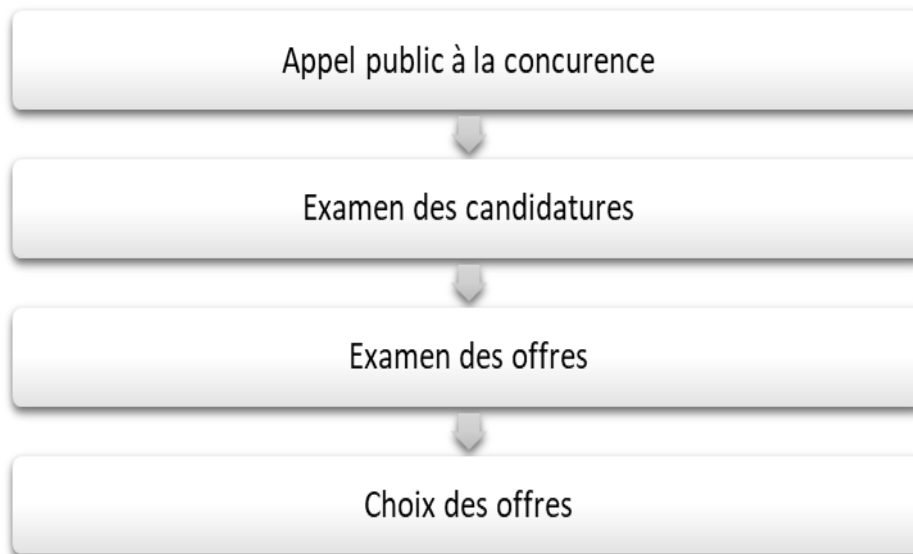 Appel public à la concurence
Examen des candidatures
Examen des offres
Choix des offres